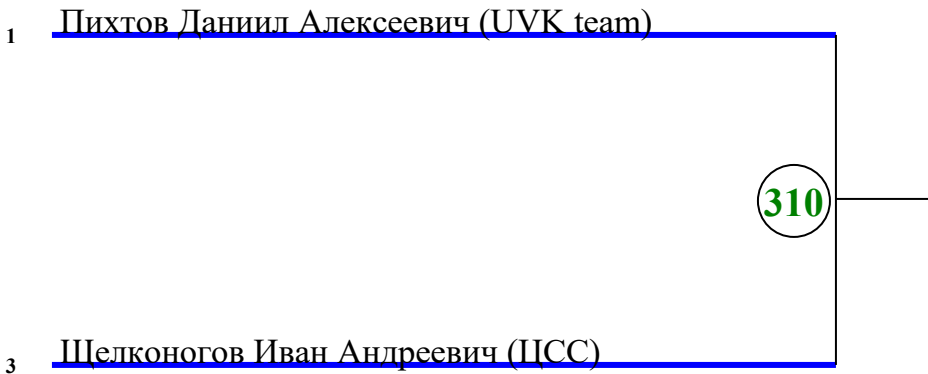 1 Пихтов Даниил Алексеевич (UVK team)
310
3 Щелконогов Иван Андреевич (ЦСС)